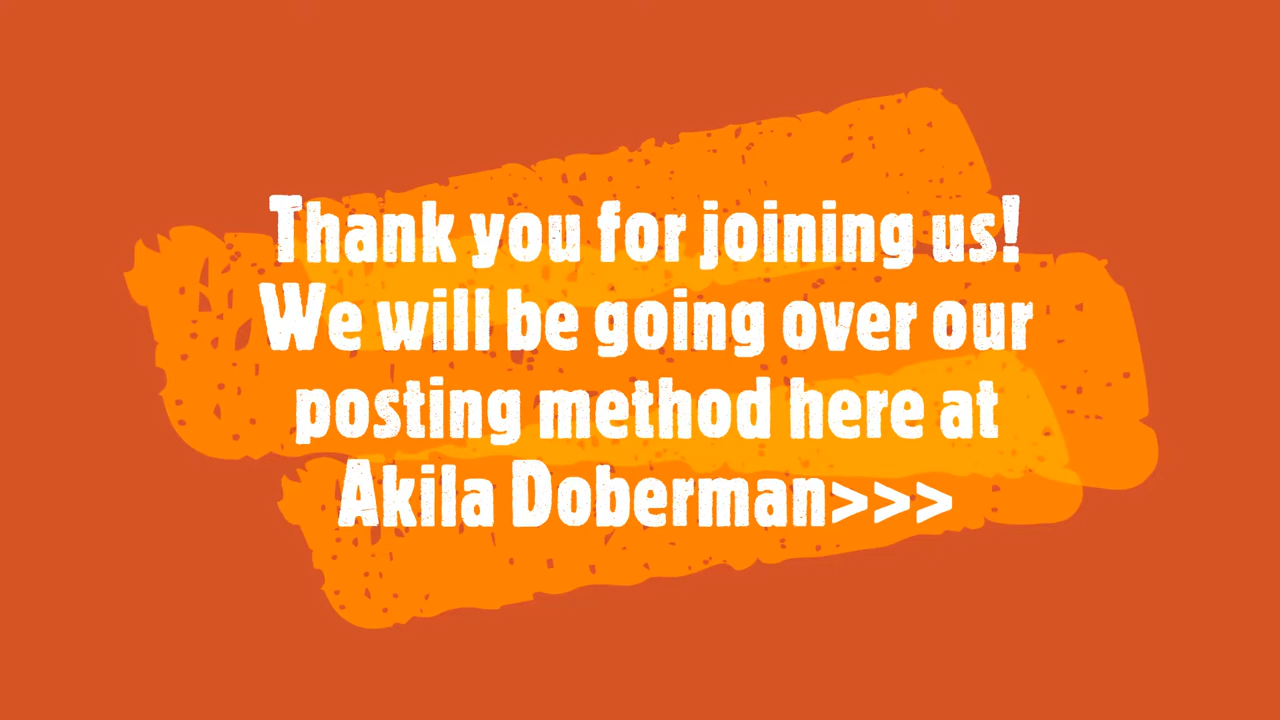 Thank you for joining us!
We will be going over our
posting method here at
Akila Doberman>>>